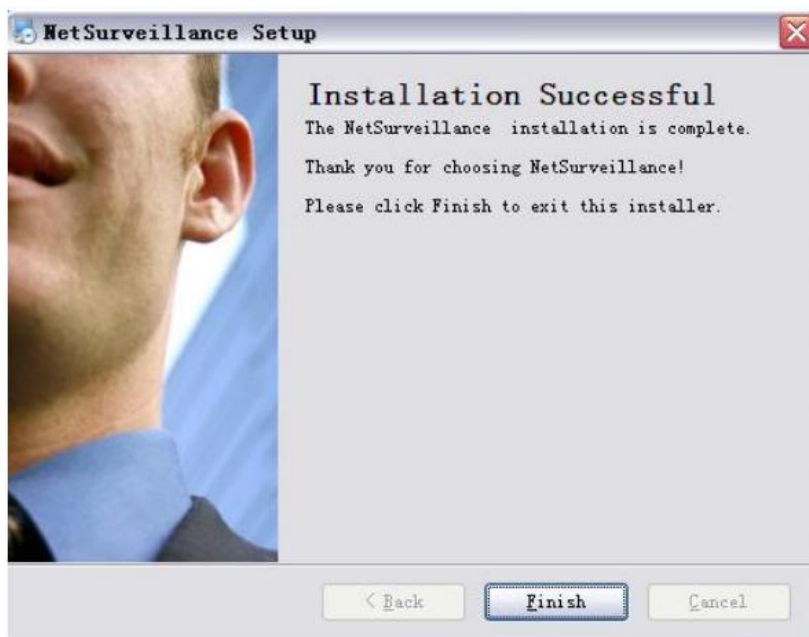 NetSurveillance Setup
Installation Successful
The NetSurveillance installation is complete.
Thank you for choosing NetSurveillance!
Please click Finish to exit this installer.
< Back
Finish
Cancel